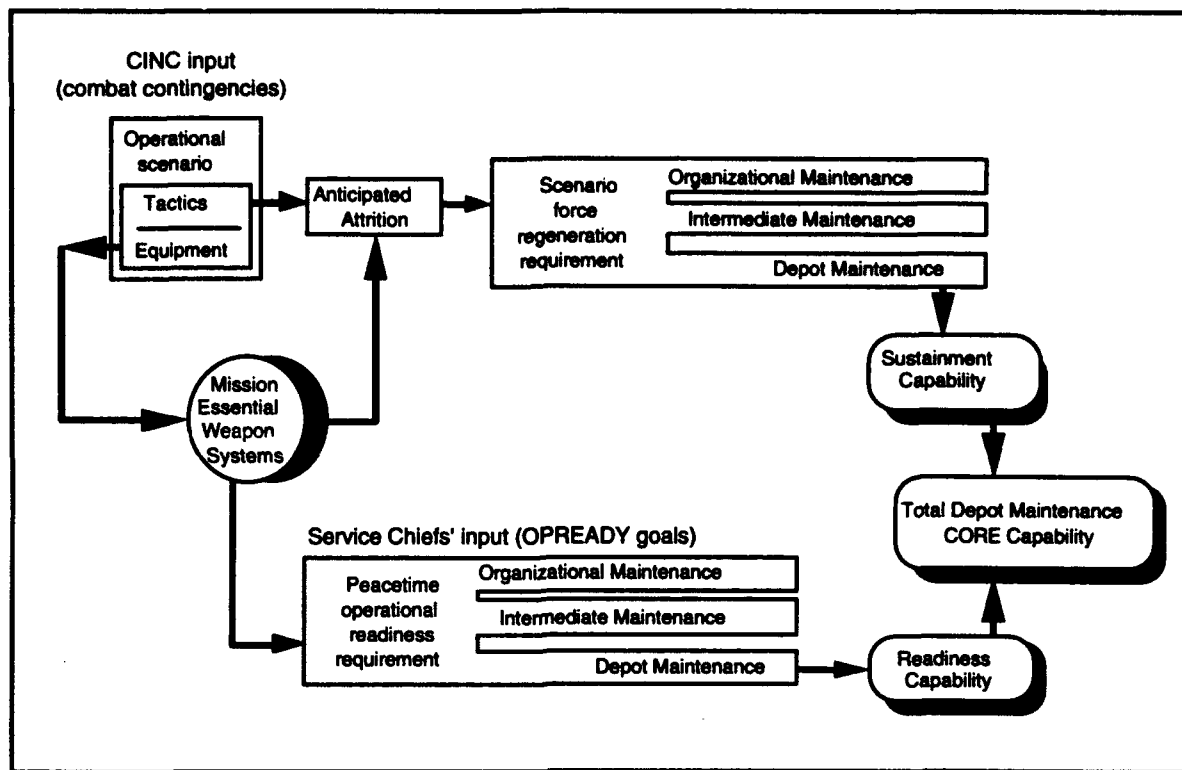 CINC input
(combat contingencies)
Operational
scenario
Tactics
Equipment
Anticipated
Attrition
Scenario
force
regeneration
requirement
Organizational Maintenance
Intermediate Maintenance
Depot Maintenance
Sustainment
Capability
Mission
Essential
Weapon
Systems
Total Depot Maintenance
CORE Capability
Service Chiefs' input (OPREADY goals)
Peacetime
operational
readiness
requirement
Organizational Maintenance
Intermediate Maintenance
Depot Maintenance
Readiness
Capability